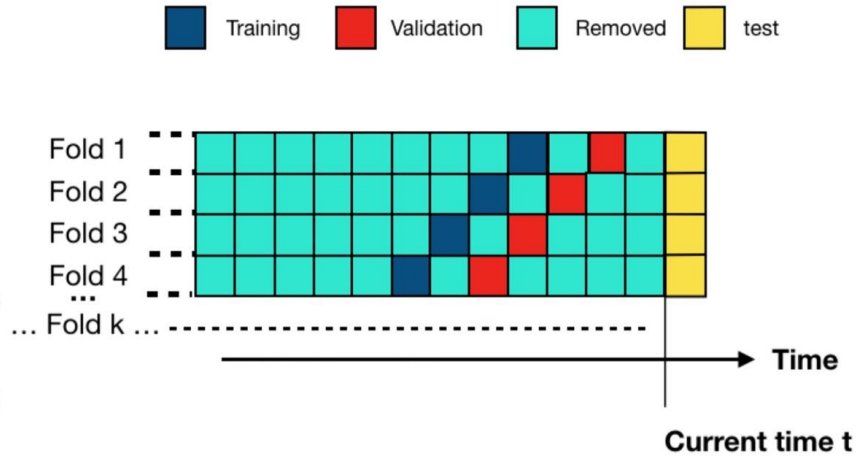 Training Validation Removed test
Fold 1
Fold 2
Fold 3
Fold 4
...
... Fold k ...
Time
Current time t